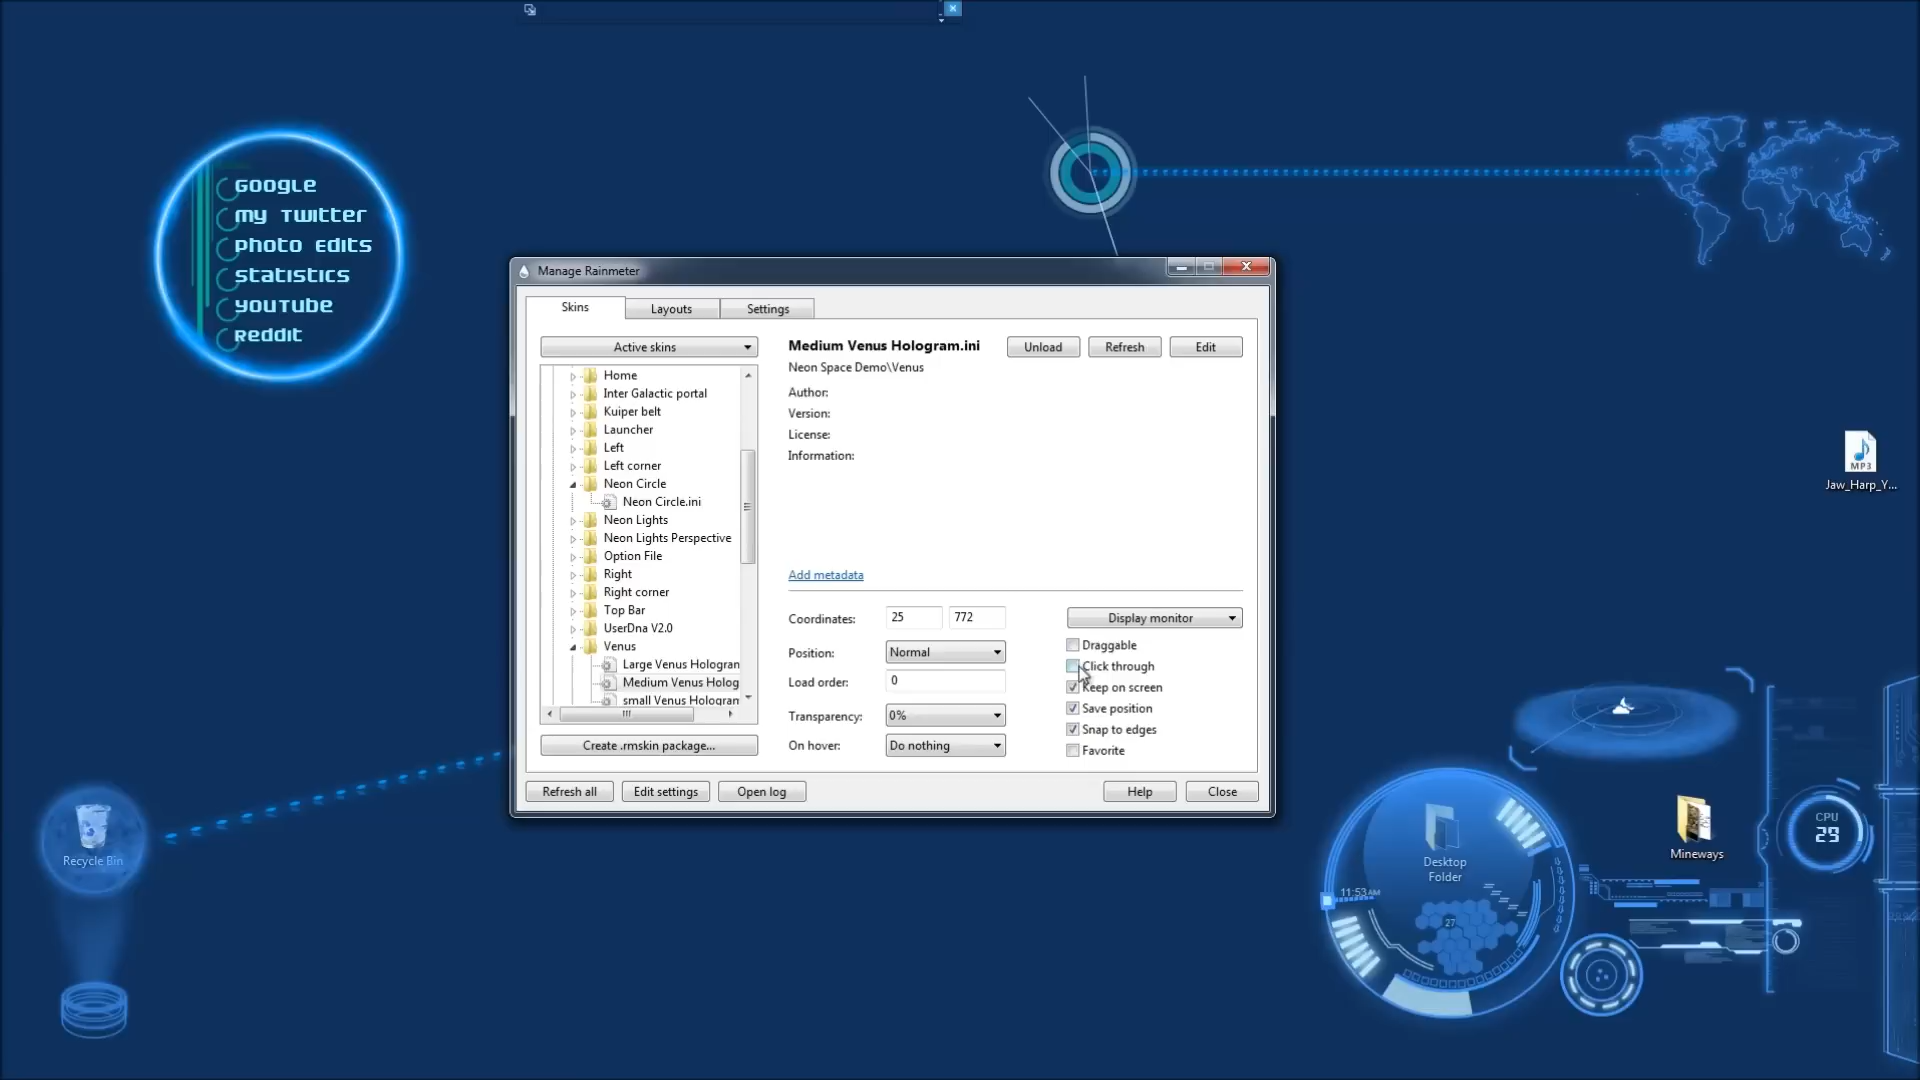 Google
My Twitter
Photo Edits
Statistics
YouTube
Reddit
Manage Rainmeter
Skins
Layouts
Settings
Active skins
Home
Inter Galactic portal
Kuiper belt
Launcher
Left
Left corner
Neon Circle
Neon Circle.ini
Neon Lights
Neon Lights Perspective
Option File
Right
Right corner
Top Bar
UserDna V2.0
Venus
Large Venus Hologran
Medium Venus Holog
small Venus Hologran
Create .rmskin package...
Medium Venus Hologram.ini
Unload
Refresh
Edit
Neon Space Demo\Venus
Author:
Version:
License:
Information:
Add metadata
Coordinates: 25 772
Display monitor
Position: Normal
Load order: 0
Transparency: 0%
On hover: Do nothing
Draggable
Click through
Keep on screen
Save position
Snap to edges
Favorite
Refresh all
Edit settings
Open log
Help
Close
MP3
Jaw_Harp_Y...
Recycle Bin
Desktop
Folder
11:53AM
27
Mineways
CPU
29